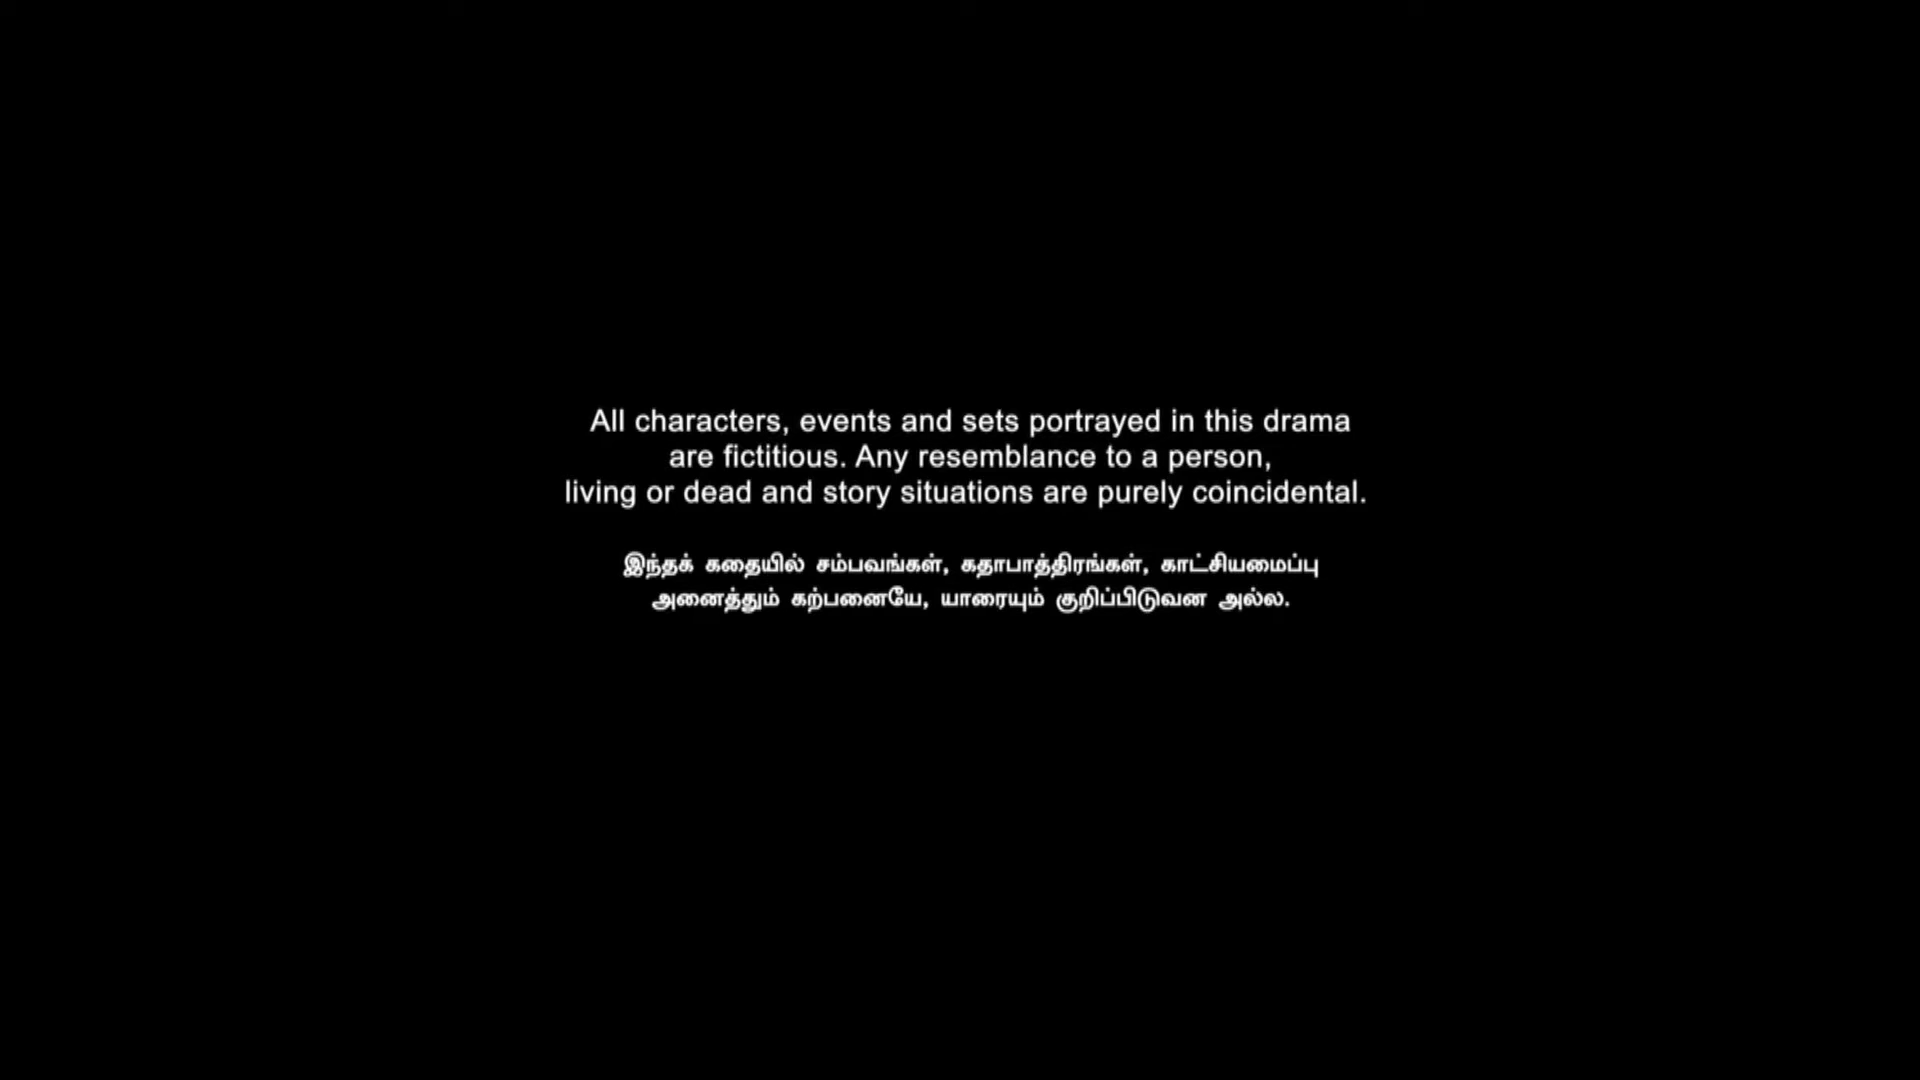 All characters, events and sets portrayed in this drama
are fictitious. Any resemblance to a person,
living or dead and story situations are purely coincidental.
இந்தக் கதையில் சம்பவங்கள், கதாபாத்திரங்கள், காட்சியமைப்பு
அனைத்தும் கற்பனையே, யாரையும் குறிப்பிடுவன அல்ல.